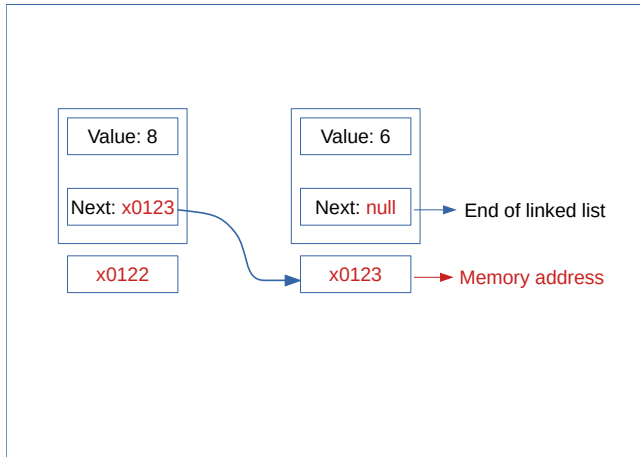 Value: 8
Value: 6
Next: x0123
Next: null
End of linked list
x0122
x0123
Memory address